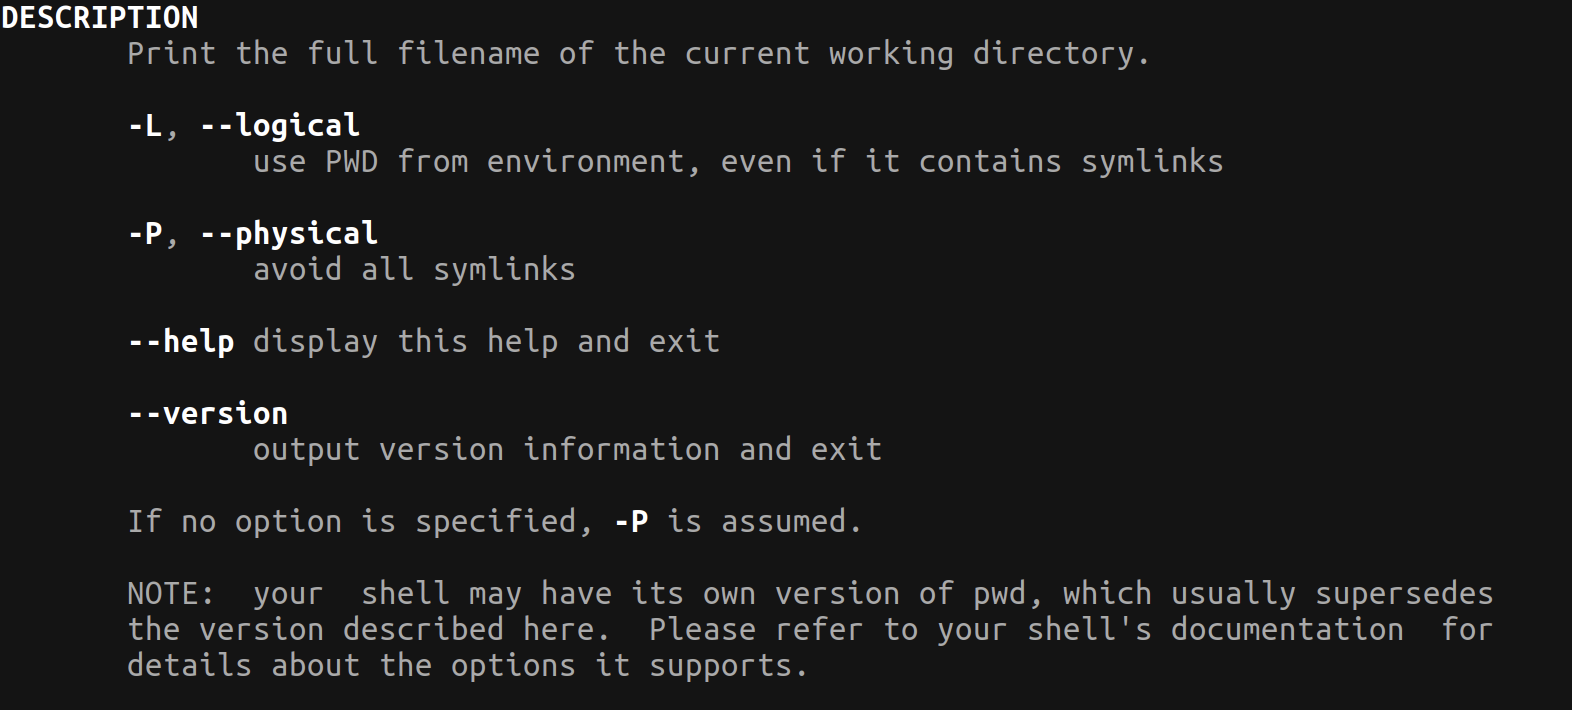 DESCRIPTION
Print the full filename of the current working directory.
-L, --logical
use PWD from environment, even if it contains symlinks
-P, --physical
avoid all symlinks
--help display this help and exit
--version
output version information and exit
If no option is specified, -P is assumed.
NOTE:  your  shell may have its own version of pwd, which usually supersedes
the version described here.  Please refer to your shell's documentation  for
details about the options it supports.